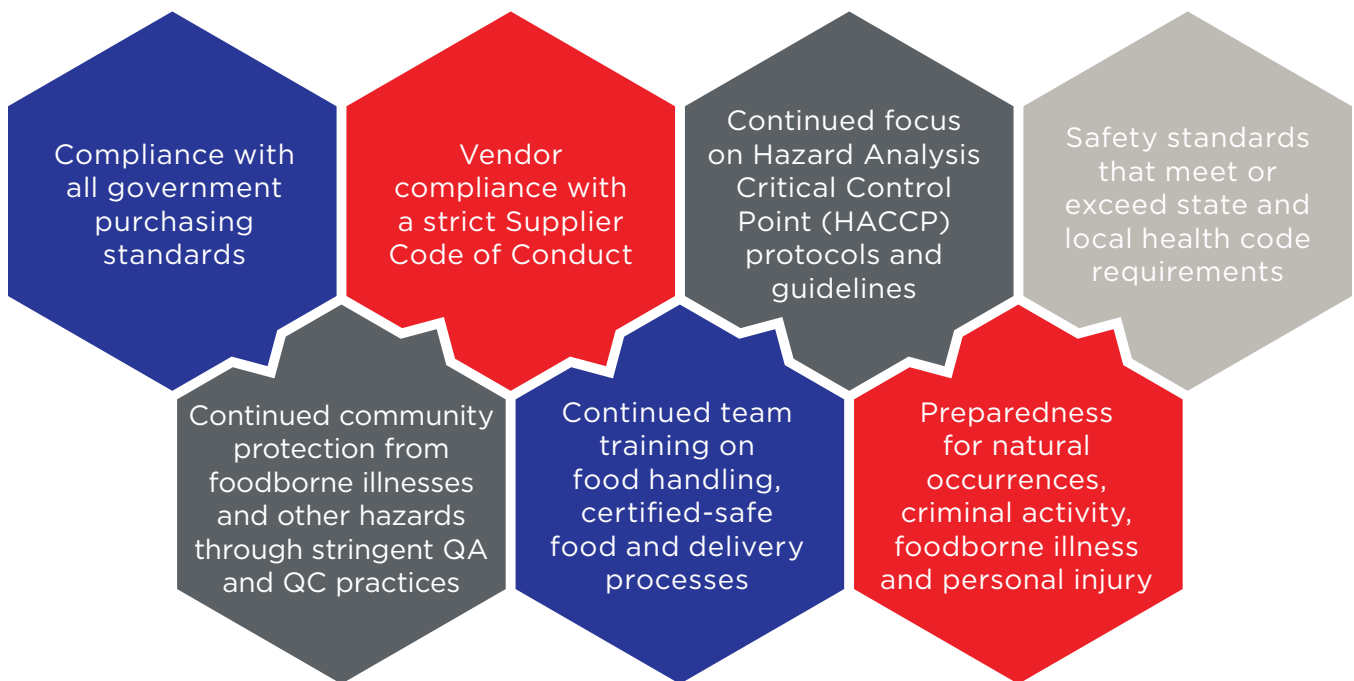 Compliance with
all government
purchasing
standards
Vendor
compliance with
a strict Supplier
Code of Conduct
Continued focus
on Hazard Analysis
Critical Control
Point (HACCP)
protocols and
guidelines
Safety standards
that meet or
exceed state and
local health code
requirements
Continued community
protection from
foodborne illnesses
and other hazards
through stringent QA
and QC practices
Continued team
training on
food handling,
certified-safe
food and delivery
processes
Preparedness
for natural
occurrences,
criminal activity,
foodborne illness
and personal injury